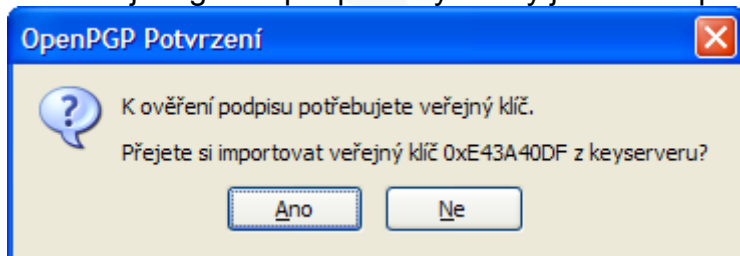 OpenPGP Potvrzení
K ověření podpisu potřebujete veřejný klíč.
Přejete si importovat veřejný klíč 0xE43A40DF z keyserveru?
Ano
Ne